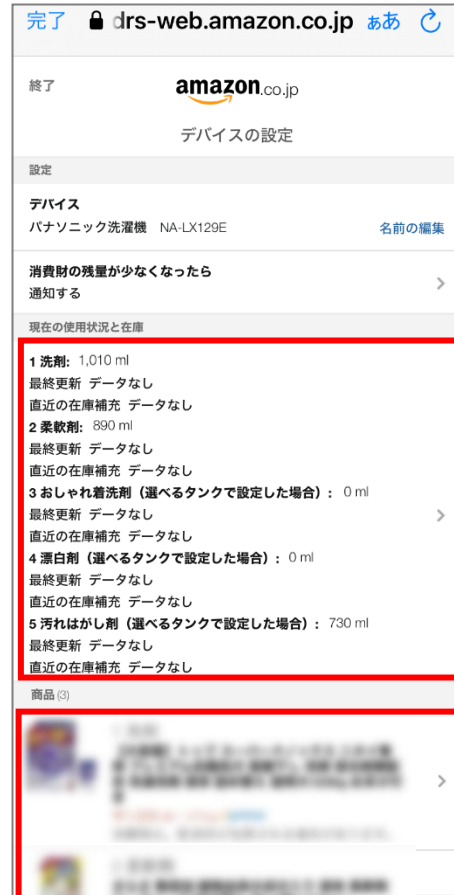 完了 drs-web.amazon.co.jp ぁあ
終了 amazon.co.jp
デバイスの設定
設定
デバイス
パナソニック洗濯機 NA-LX129E 名前の編集
消費財の残量が少なくなったら
通知する
現在の使用状況と在庫
1 洗剤: 1,010 ml
最終更新 データなし
直近の在庫補充 データなし
2 柔軟剤: 890 ml
最終更新 データなし
直近の在庫補充 データなし
3 おしゃれ着洗剤（選べるタンクで設定した場合）: 0 ml
最終更新 データなし
直近の在庫補充 データなし
4 漂白剤（選べるタンクで設定した場合）: 0 ml
最終更新 データなし
直近の在庫補充 データなし
5 汚れはがし剤（選べるタンクで設定した場合）: 730 ml
最終更新 データなし
直近の在庫補充 データなし
商品 (3)